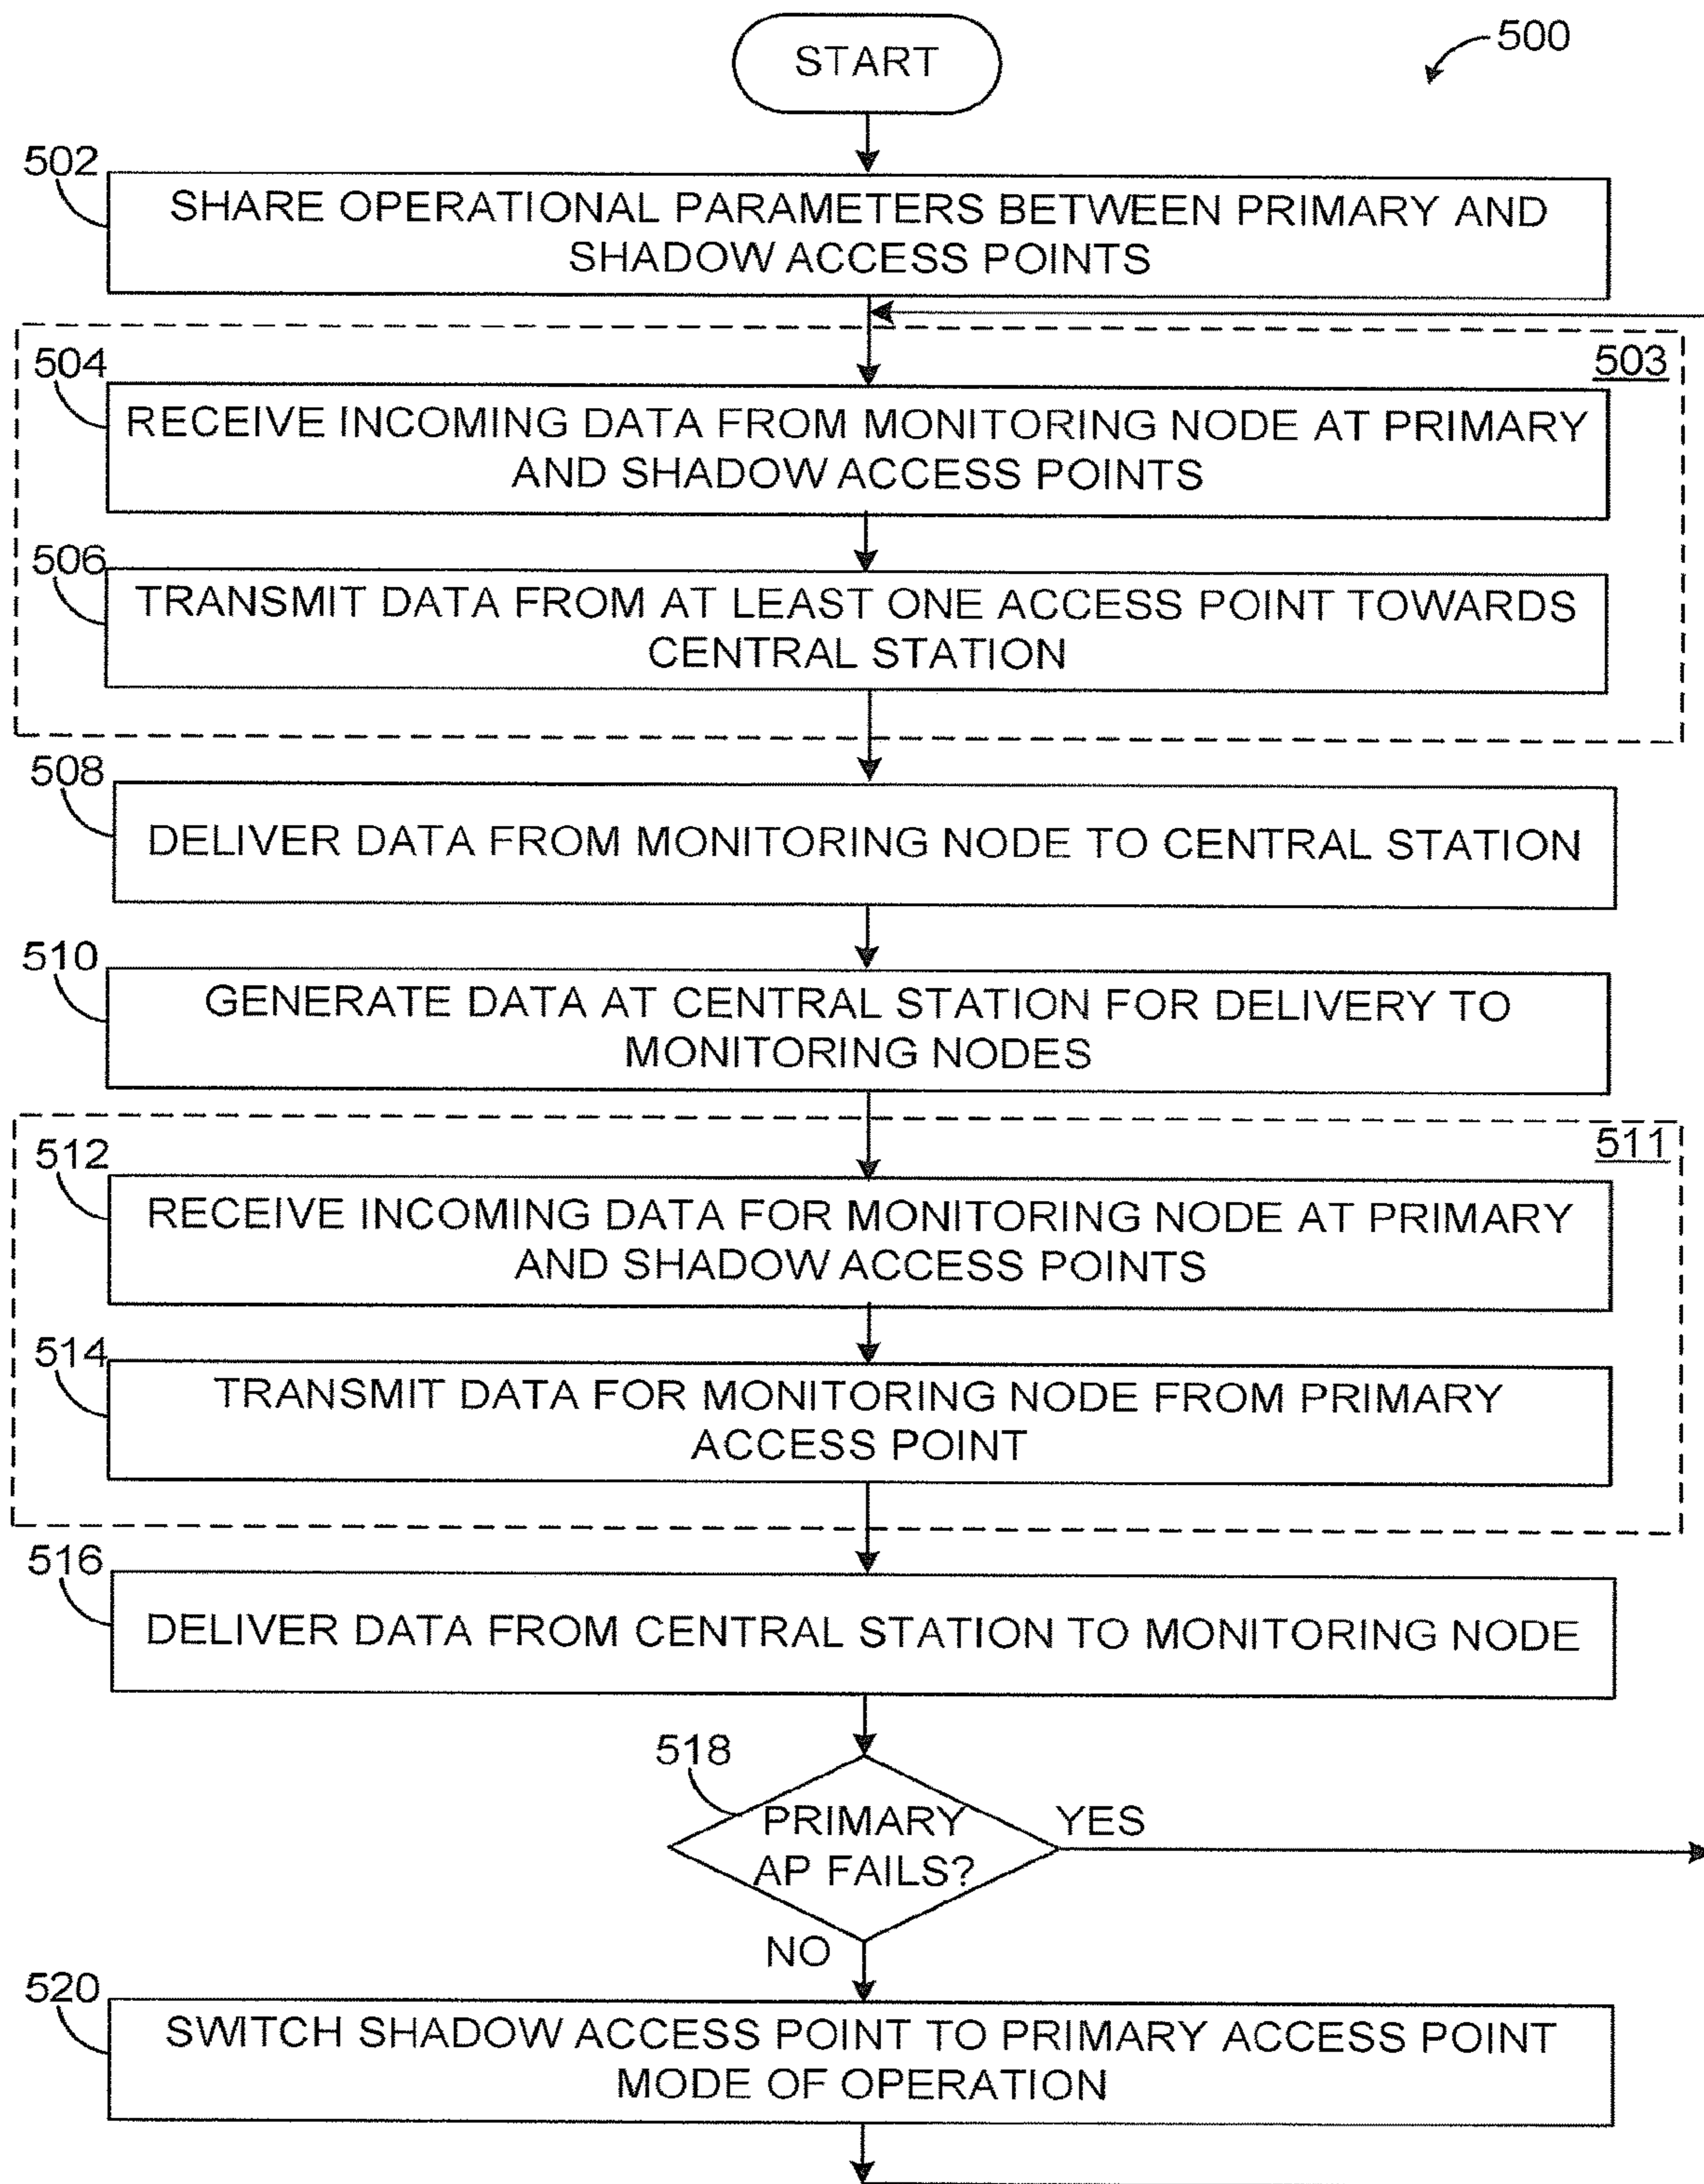 START
500
502
SHARE OPERATIONAL PARAMETERS BETWEEN PRIMARY AND
SHADOW ACCESS POINTS
503
504
RECEIVE INCOMING DATA FROM MONITORING NODE AT PRIMARY
AND SHADOW ACCESS POINTS
506
TRANSMIT DATA FROM AT LEAST ONE ACCESS POINT TOWARDS
CENTRAL STATION
508
DELIVER DATA FROM MONITORING NODE TO CENTRAL STATION
510
GENERATE DATA AT CENTRAL STATION FOR DELIVERY TO
MONITORING NODES
511
512
RECEIVE INCOMING DATA FOR MONITORING NODE AT PRIMARY
AND SHADOW ACCESS POINTS
514
TRANSMIT DATA FOR MONITORING NODE FROM PRIMARY
ACCESS POINT
516
DELIVER DATA FROM CENTRAL STATION TO MONITORING NODE
518
PRIMARY
AP FAILS?
YES
NO
520
SWITCH SHADOW ACCESS POINT TO PRIMARY ACCESS POINT
MODE OF OPERATION